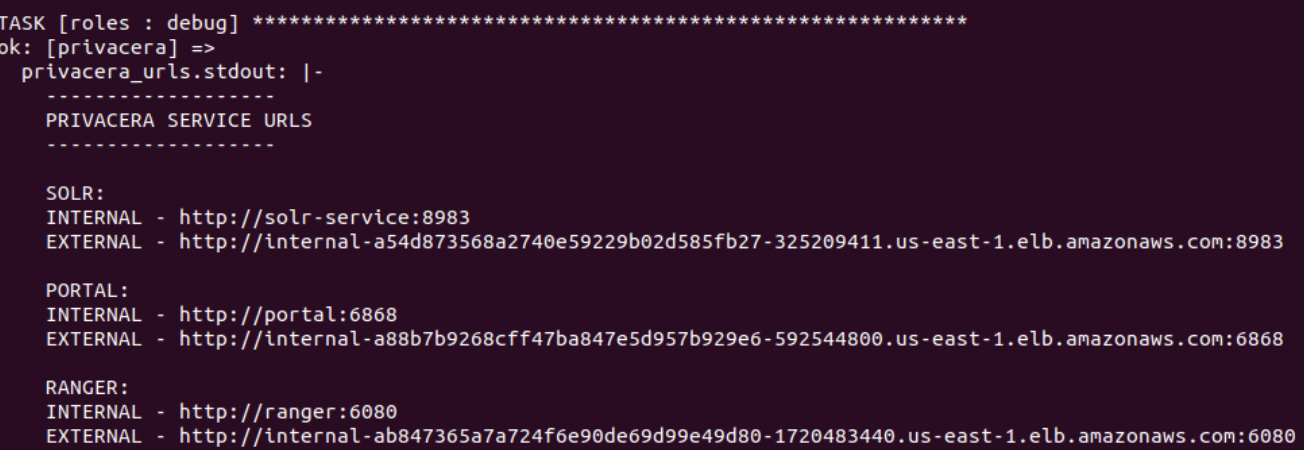 TASK [roles : debug] ***********************************************************
ok: [privacera] =>
  privacera_urls.stdout: |-
    -------------------
    PRIVACERA SERVICE URLS
    -------------------

    SOLR:
    INTERNAL - http://solr-service:8983
    EXTERNAL - http://internal-a54d873568a2740e59229b02d585fb27-325209411.us-east-1.elb.amazonaws.com:8983

    PORTAL:
    INTERNAL - http://portal:6868
    EXTERNAL - http://internal-a88b7b9268cff47ba847e5d957b929e6-592544800.us-east-1.elb.amazonaws.com:6868

    RANGER:
    INTERNAL - http://ranger:6080
    EXTERNAL - http://internal-ab847365a7a724f6e90de69d99e49d80-1720483440.us-east-1.elb.amazonaws.com:6080